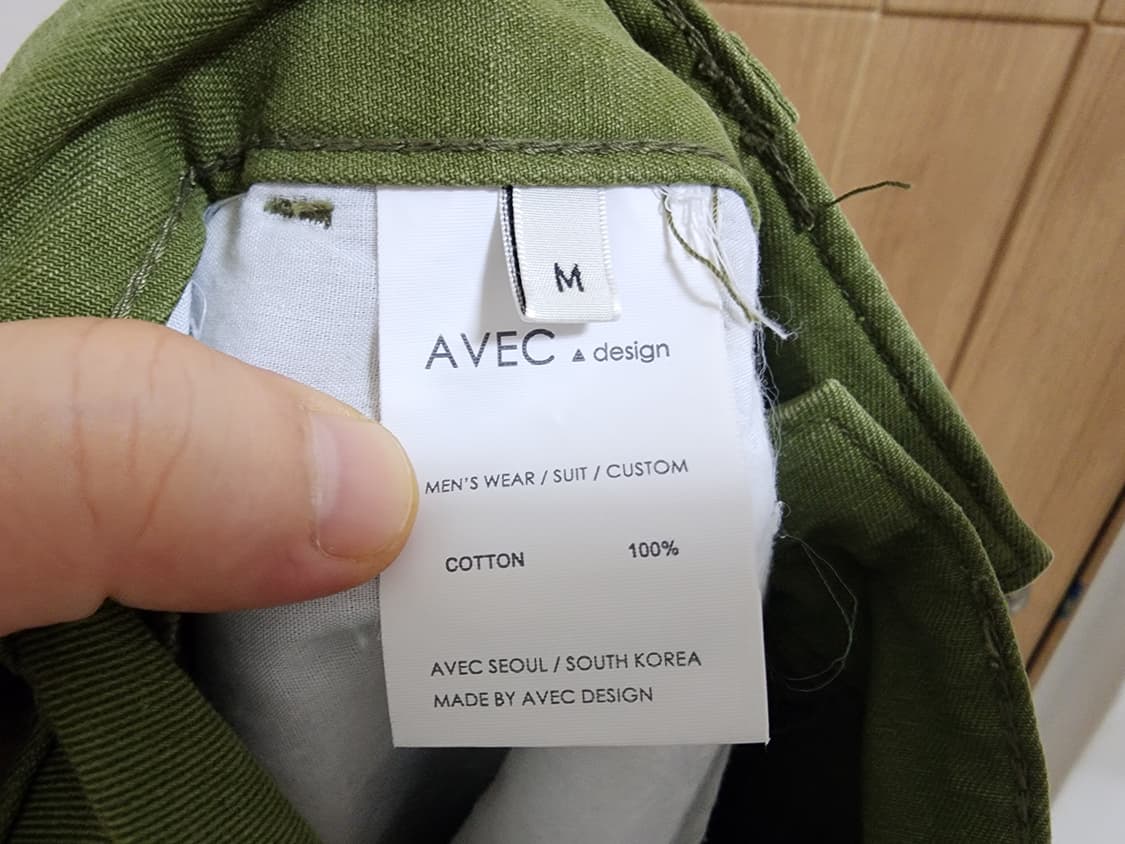 M
AVEC ▲ design
MEN'S WEAR / SUIT / CUSTOM
COTTON 100%
AVEC SEOUL / SOUTH KOREA
MADE BY AVEC DESIGN